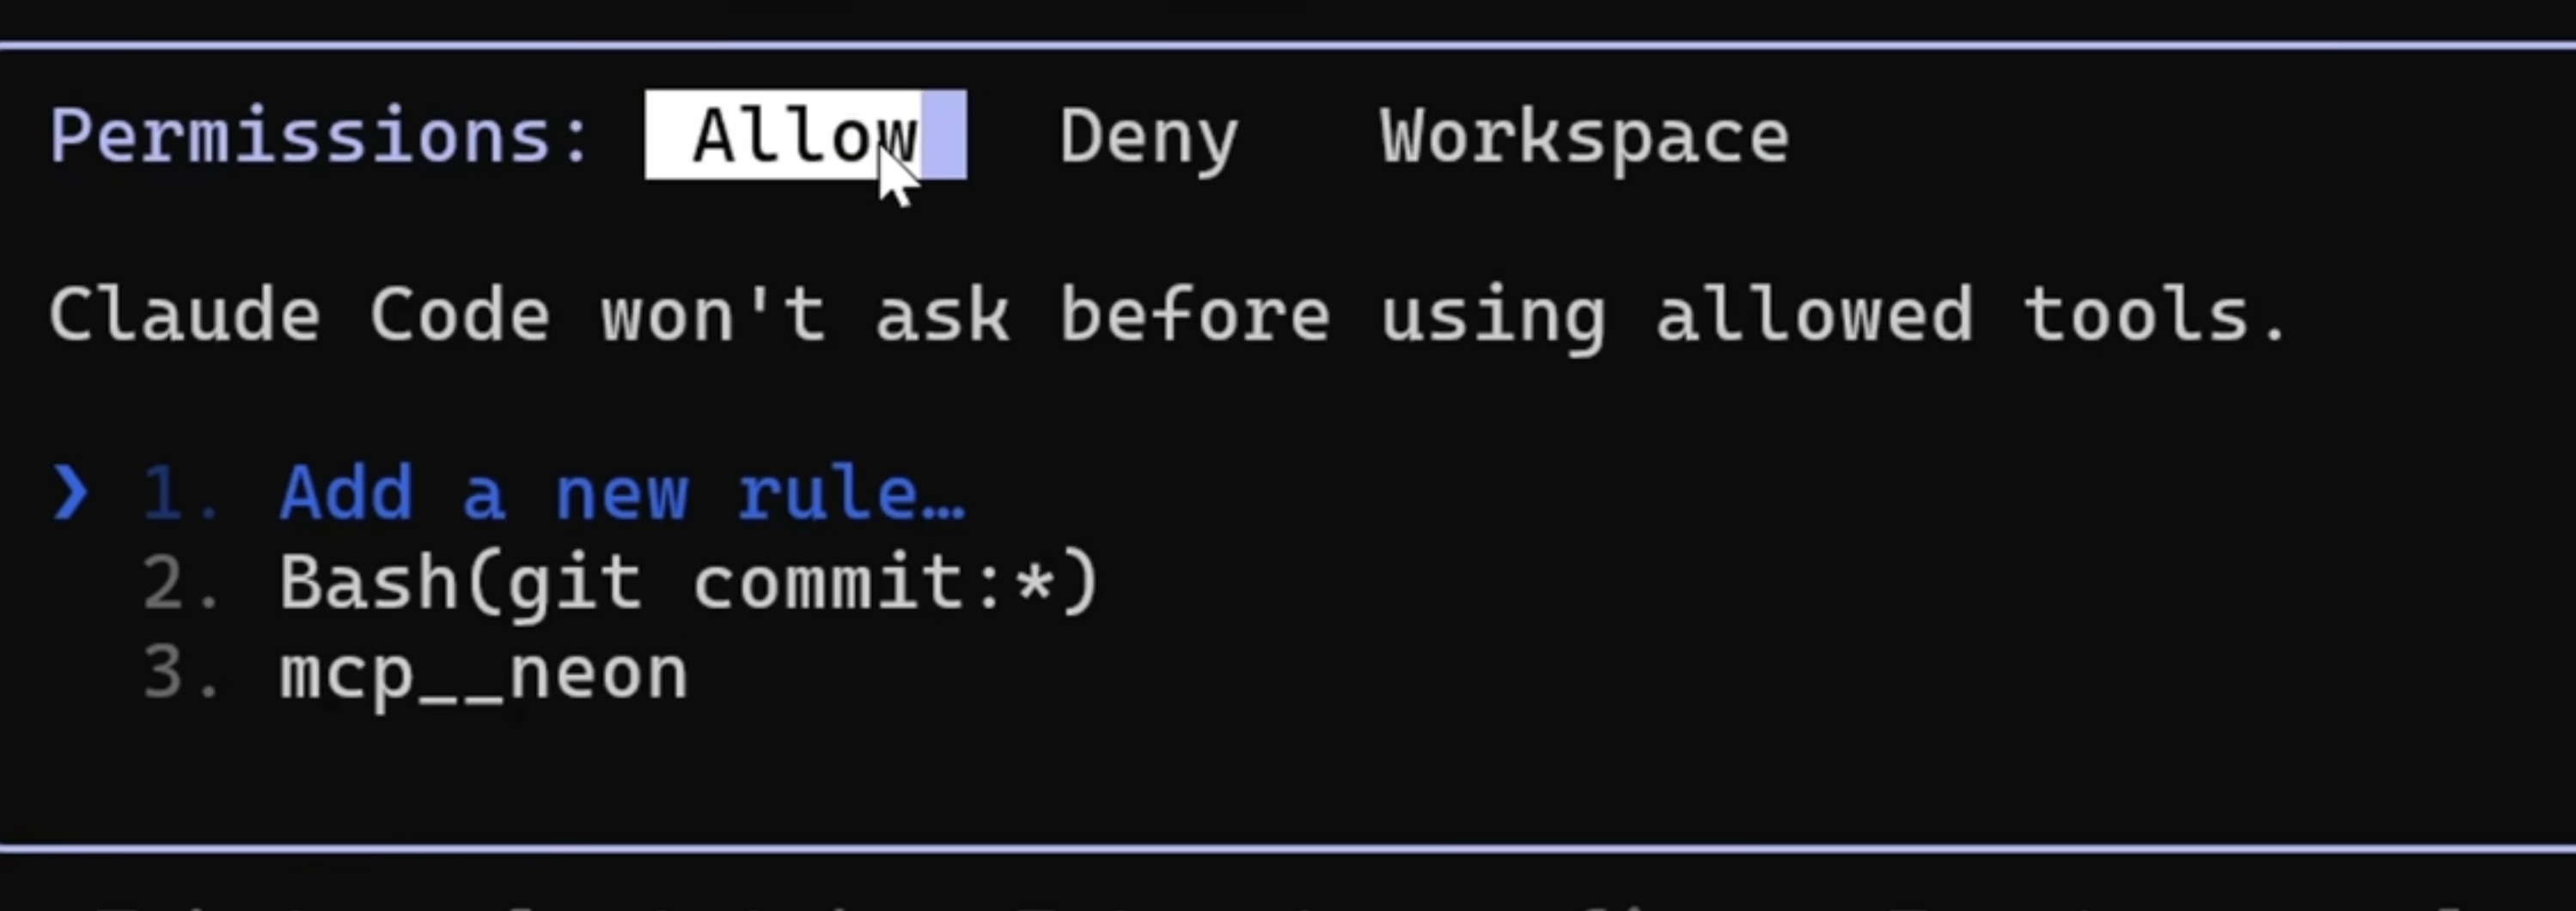 Permissions: Allow Deny Workspace
Claude Code won't ask before using allowed tools.
❯ 1. Add a new rule…
2. Bash(git commit:*)
3. mcp__neon